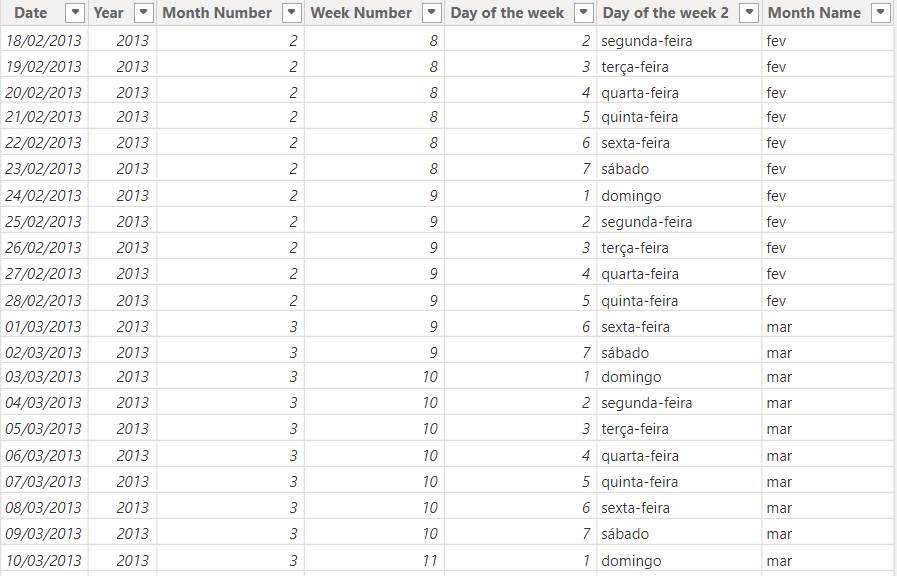 Date Year Month Number Week Number Day of the week Day of the week 2 Month Name
18/02/2013 2013 2 8 2 segunda-feira fev
19/02/2013 2013 2 8 3 terça-feira fev
20/02/2013 2013 2 8 4 quarta-feira fev
21/02/2013 2013 2 8 5 quinta-feira fev
22/02/2013 2013 2 8 6 sexta-feira fev
23/02/2013 2013 2 8 7 sábado fev
24/02/2013 2013 2 9 1 domingo fev
25/02/2013 2013 2 9 2 segunda-feira fev
26/02/2013 2013 2 9 3 terça-feira fev
27/02/2013 2013 2 9 4 quarta-feira fev
28/02/2013 2013 2 9 5 quinta-feira fev
01/03/2013 2013 3 9 6 sexta-feira mar
02/03/2013 2013 3 9 7 sábado mar
03/03/2013 2013 3 10 1 domingo mar
04/03/2013 2013 3 10 2 segunda-feira mar
05/03/2013 2013 3 10 3 terça-feira mar
06/03/2013 2013 3 10 4 quarta-feira mar
07/03/2013 2013 3 10 5 quinta-feira mar
08/03/2013 2013 3 10 6 sexta-feira mar
09/03/2013 2013 3 10 7 sábado mar
10/03/2013 2013 3 11 1 domingo mar